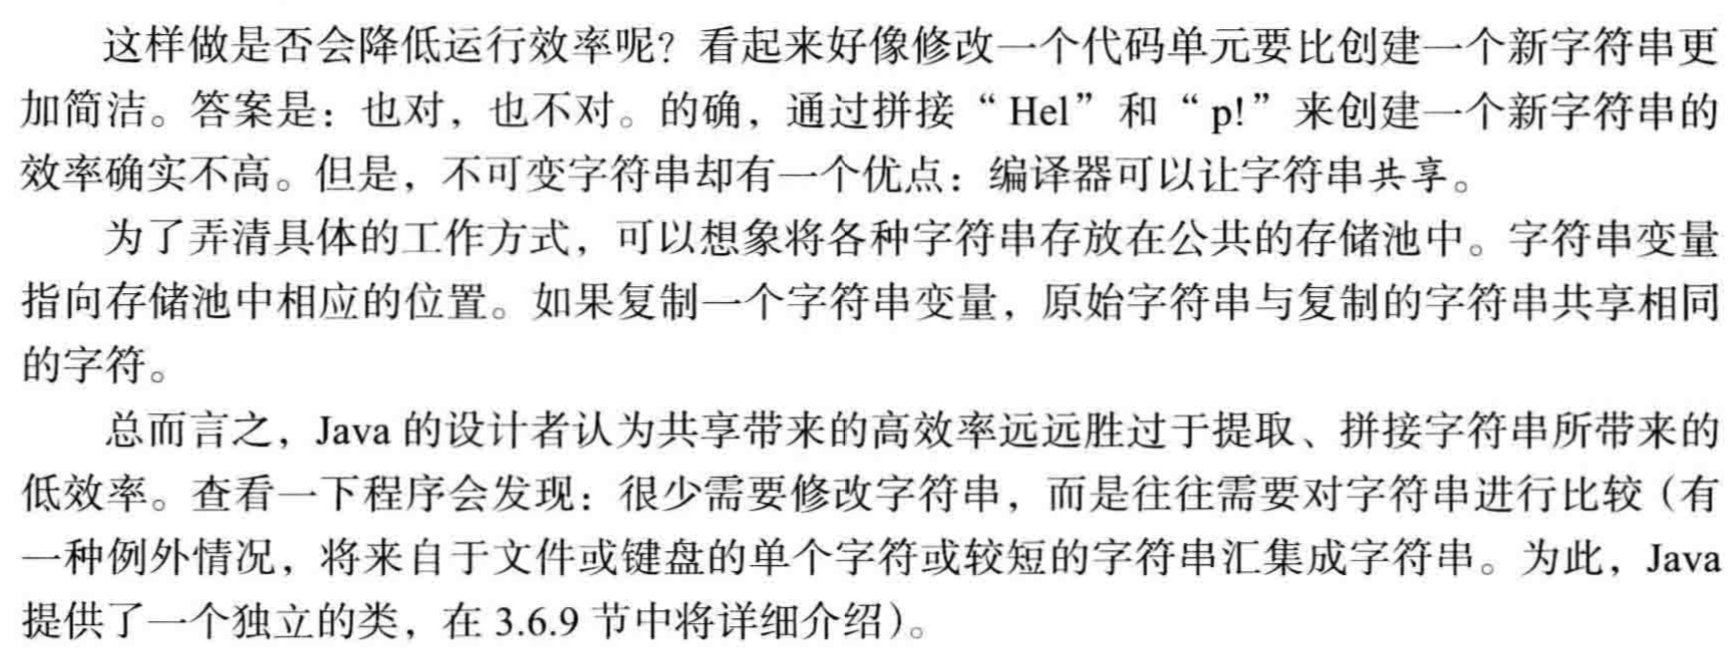 这样做是否会降低运行效率呢？看起来好像修改一个代码单元要比创建一个新字符串更
加简洁。答案是：也对，也不对。的确，通过拼接“Hel”和“p!”来创建一个新字符串的
效率确实不高。但是，不可变字符串却有一个优点：编译器可以让字符串共享。
为了弄清具体的工作方式，可以想象将各种字符串存放在公共的存储池中。字符串变量
指向存储池中相应的位置。如果复制一个字符串变量，原始字符串与复制的字符串共享相同
的字符。
总而言之，Java 的设计者认为共享带来的高效率远远胜过于提取、拼接字符串所带来的
低效率。查看一下程序会发现：很少需要修改字符串，而是往往需要对字符串进行比较（有
一种例外情况，将来自于文件或键盘的单个字符或较短的字符串汇集成字符串。为此，Java
提供了一个独立的类，在 3.6.9 节中将详细介绍）。